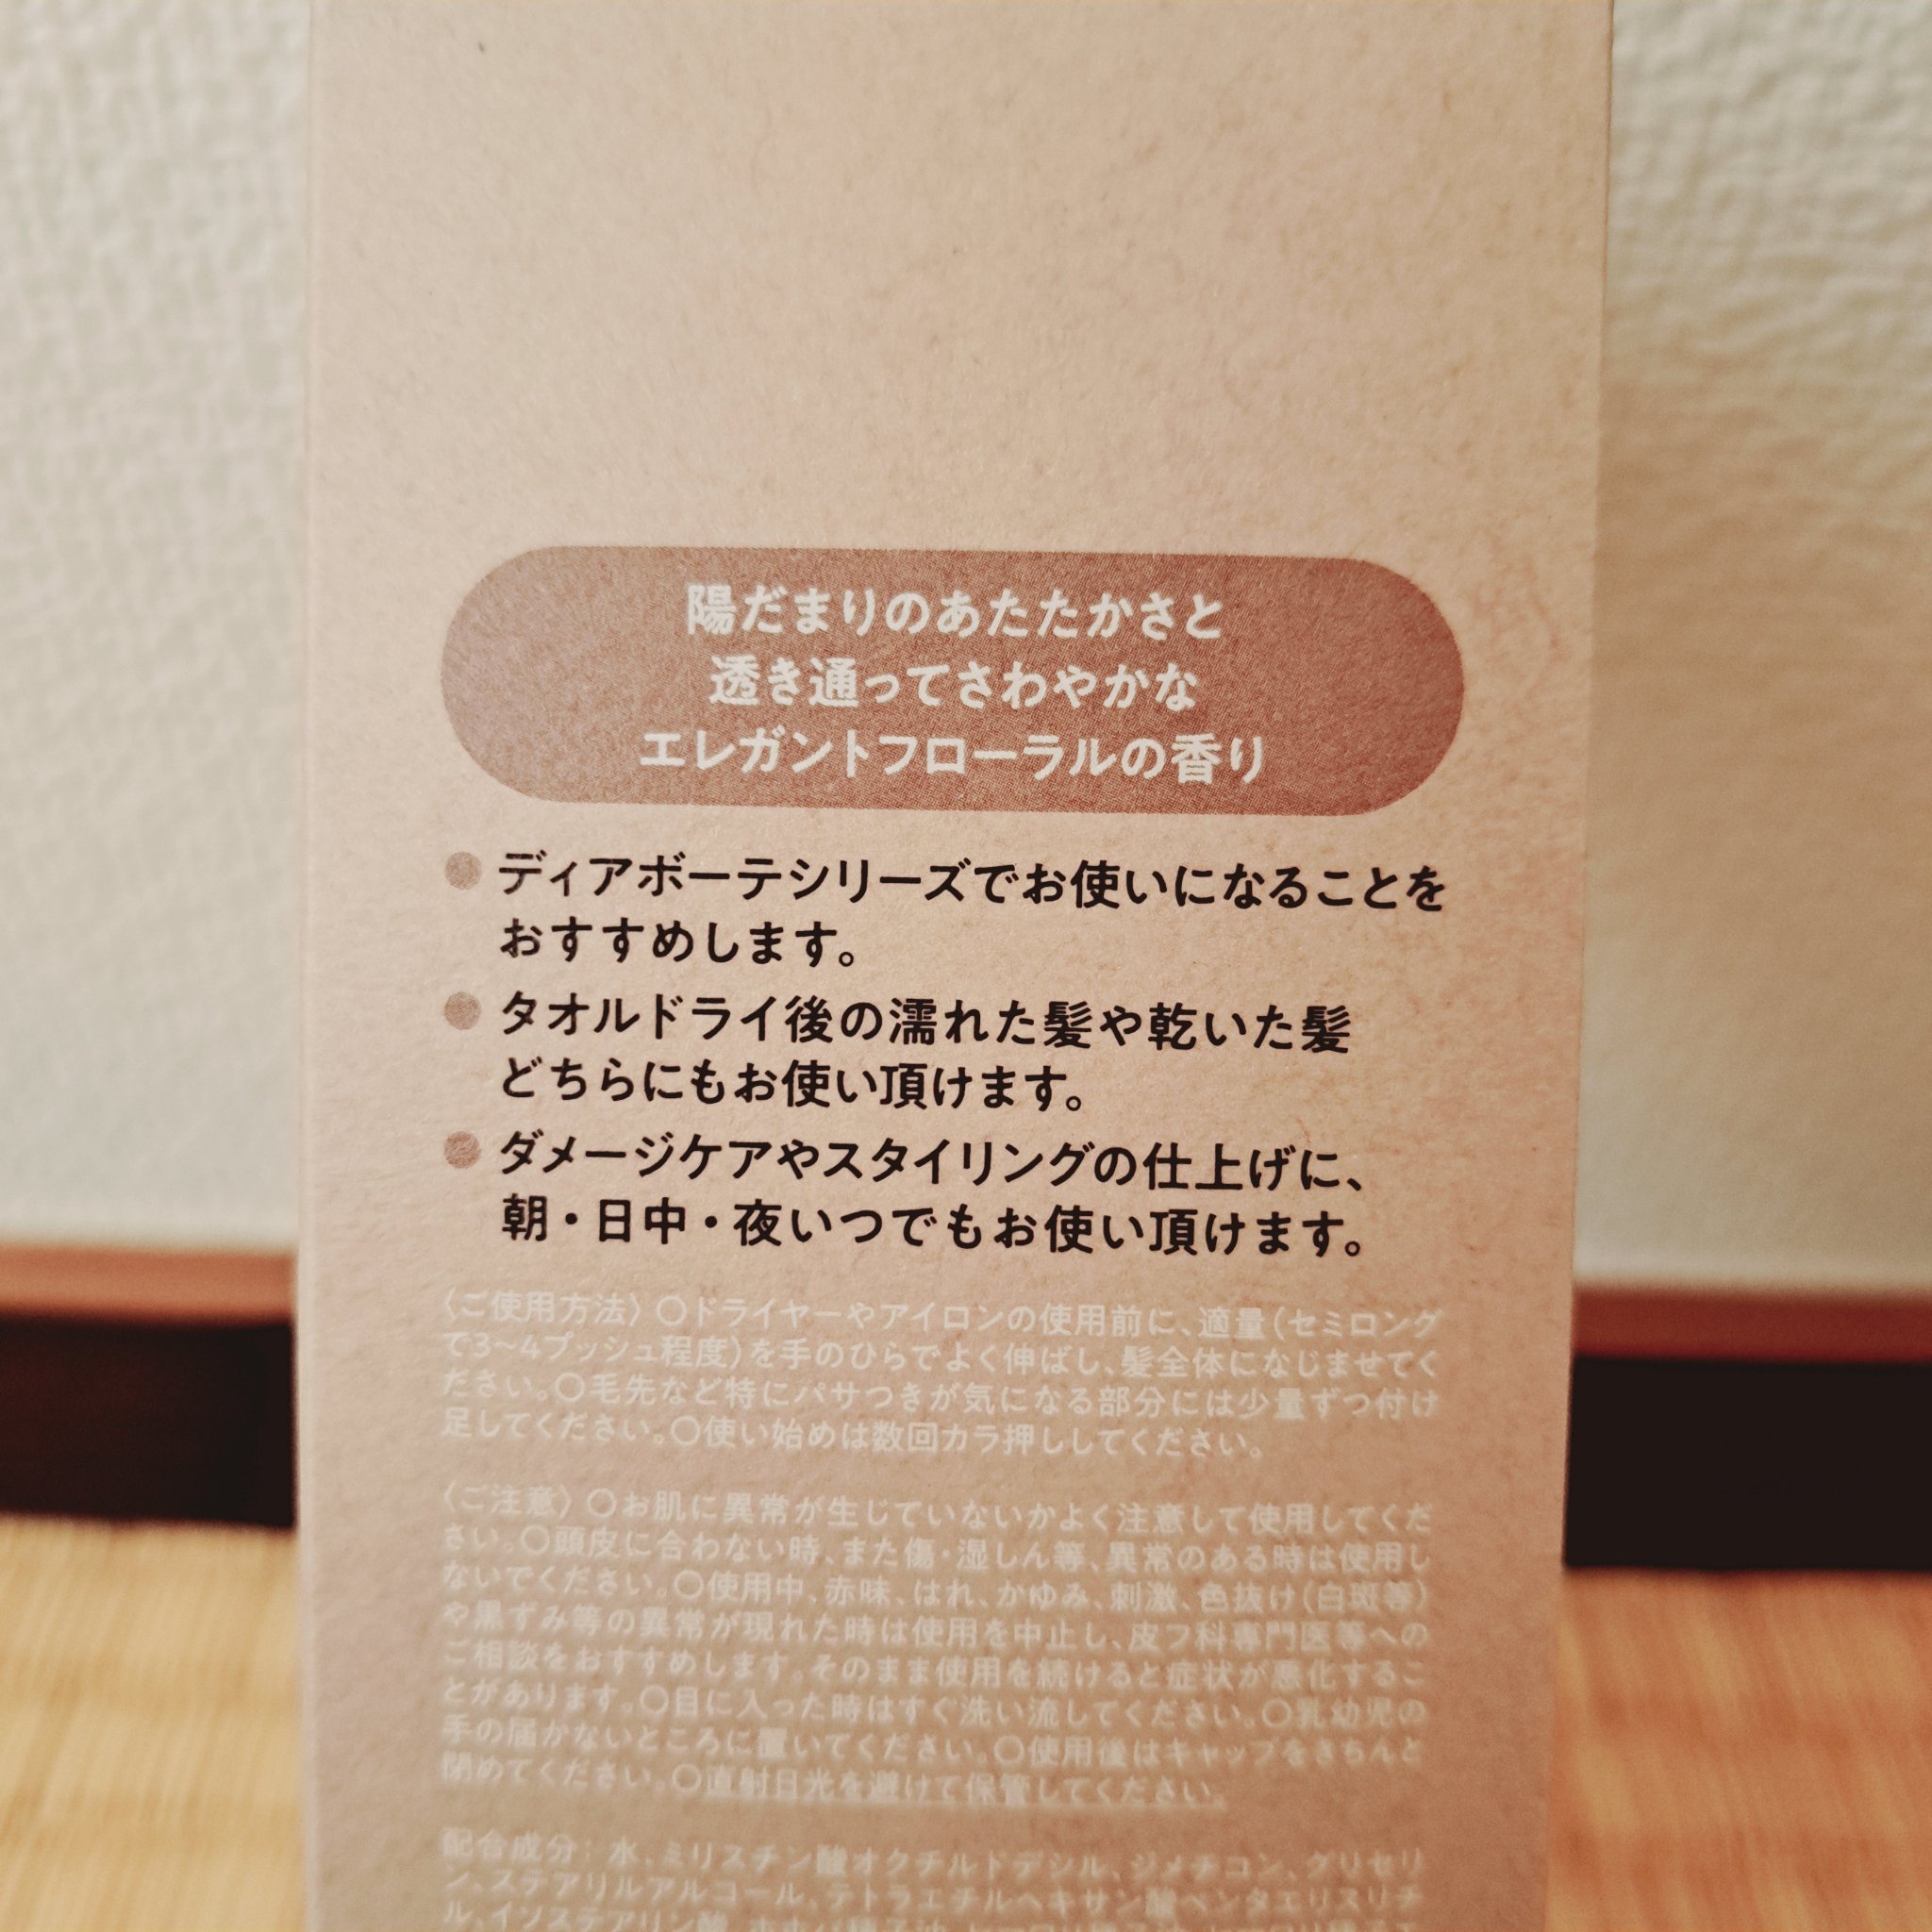 陽だまりのあたたかさと
透き通ってさわやかな
エレガントフローラルの香り
●ディアボーテシリーズでお使いになることを
おすすめします。
●タオルドライ後の濡れた髪や乾いた髪
どちらにもお使い頂けます。
●ダメージケアやスタイリングの仕上げに、
朝・日中・夜いつでもお使い頂けます。
〈ご使用方法〉○ドライヤーやアイロンの使用前に、適量(セミロング
で3~4プッシュ程度)を手のひらでよく伸ばし、髪全体になじませてく
ださい。○毛先など特にパサつきが気になる部分には少量ずつ付け
足してください。○使い始めは数回カラ押ししてください。
〈ご注意〉○お肌に異常が生じていないかよく注意して使用してくだ
さい。○頭皮に合わない時、また傷・湿しん等、異常のある時は使用し
ないでください。○使用中、赤味、はれ、かゆみ、刺激、色抜け(白斑等)
や黒ずみ等の異常が現れた時は使用を中止し、皮フ科専門医等への
ご相談をおすすめします。そのまま使用を続けると症状が悪化するこ
とがあります。○目に入った時はすぐ洗い流してください。○乳幼児の
手の届かないところに置いてください。○使用後はキャップをきちんと
閉めてください。○直射日光を避けて保管してください。
配合成分:水、ミリスチン酸オクチルドデシル、ジメチコン、グリセリ
ン、ステアリルアルコール、テトラエチルヘキサン酸ペンタエリスリチ
ル、イソステアリン酸